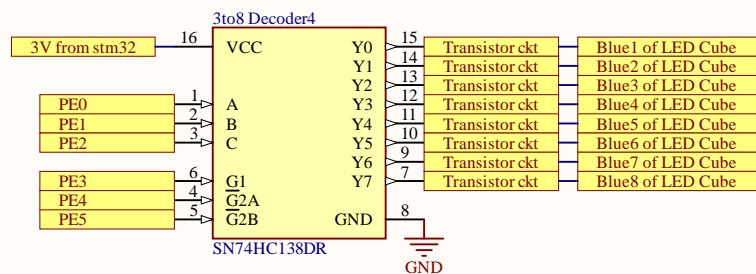 3to8 Decoder4
3V from stm32 16 VCC Y0 15 Transistor ckt Blue1 of LED Cube
Y1 14 Transistor ckt Blue2 of LED Cube
Y2 13 Transistor ckt Blue3 of LED Cube
PE0 1 A Y3 12 Transistor ckt Blue4 of LED Cube
PE1 2 B Y4 11 Transistor ckt Blue5 of LED Cube
PE2 3 C Y5 10 Transistor ckt Blue6 of LED Cube
Y6 9 Transistor ckt Blue7 of LED Cube
PE3 6 G1 Y7 7 Transistor ckt Blue8 of LED Cube
PE4 4 G2A
PE5 5 G2B GND 8
SN74HC138DR
GND